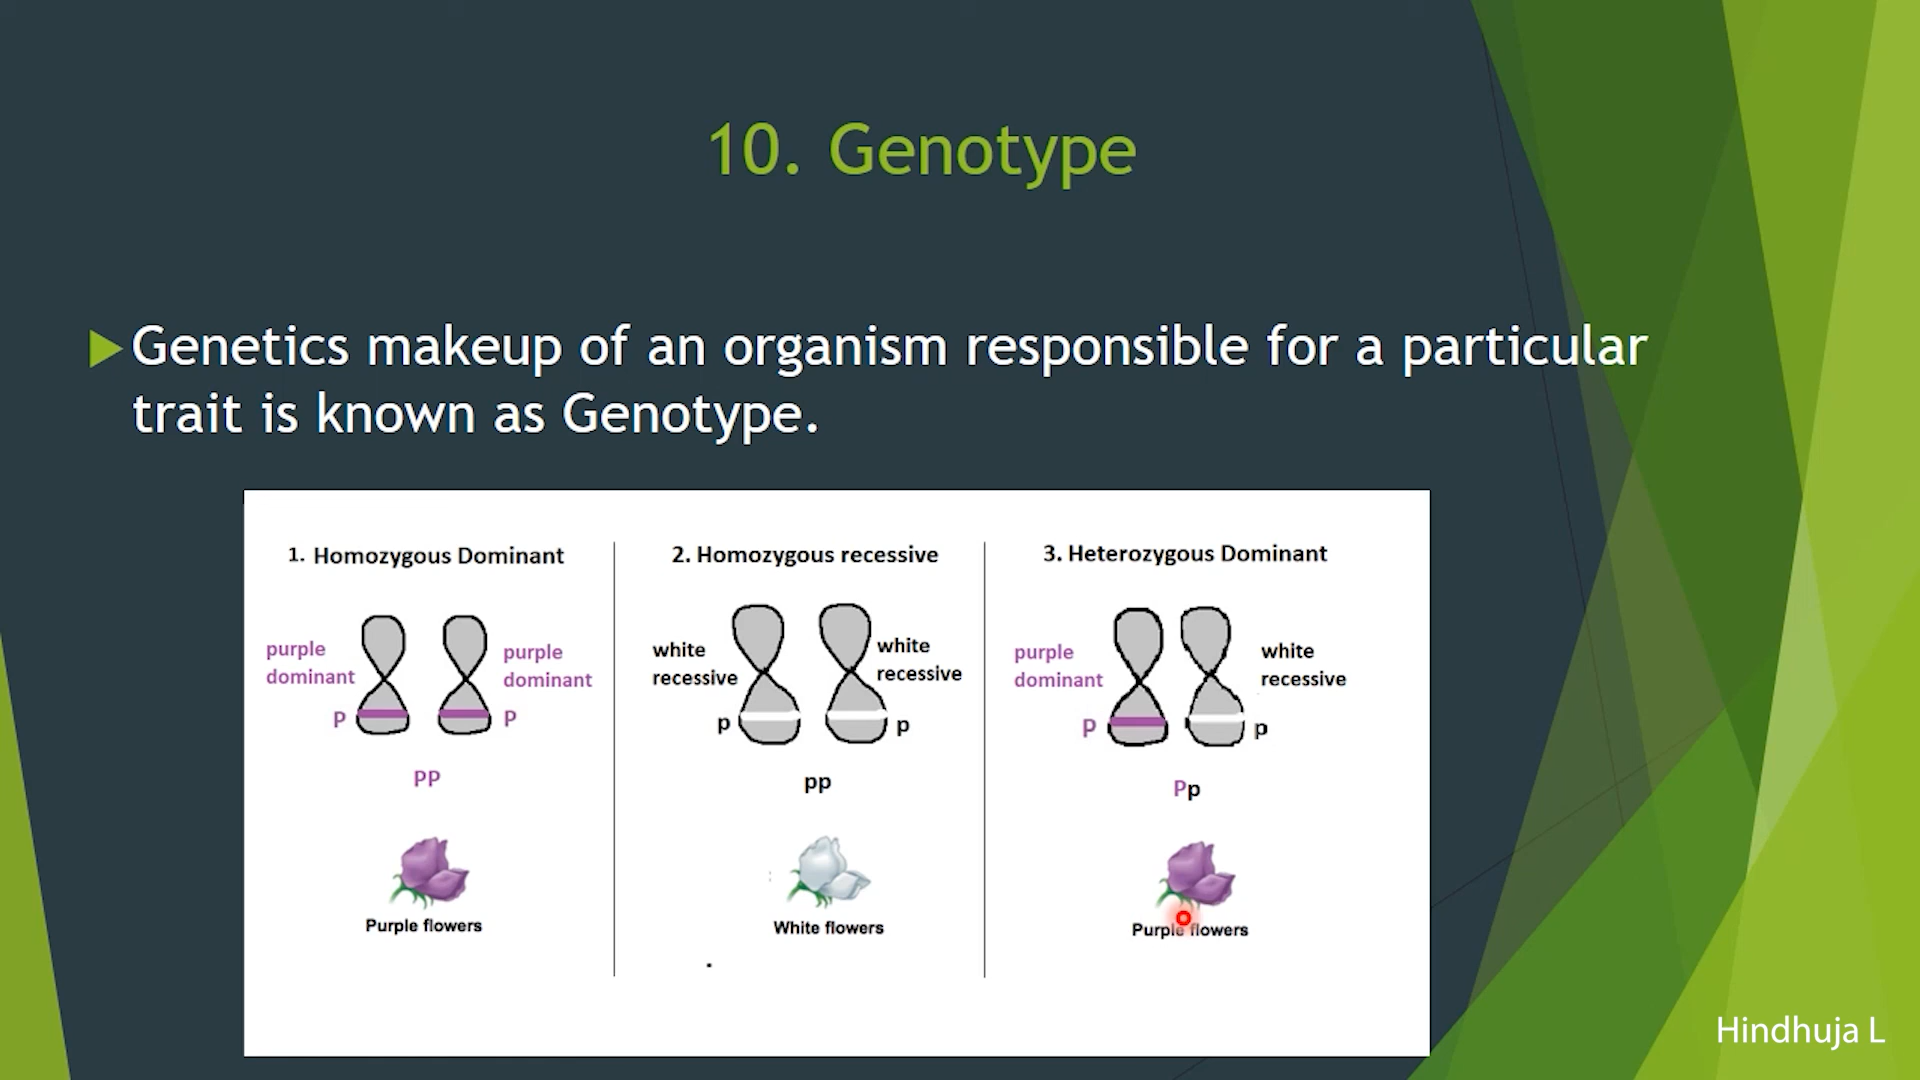 10. Genotype
Genetics makeup of an organism responsible for a particular
trait is known as Genotype.
1. Homozygous Dominant
purple
dominant
P
purple
dominant
P
PP
Purple flowers
2. Homozygous recessive
white
recessive
p
white
recessive
p
pp
White flowers
3. Heterozygous Dominant
purple
dominant
P
white
recessive
p
Pp
Purple flowers
Hindhuja L